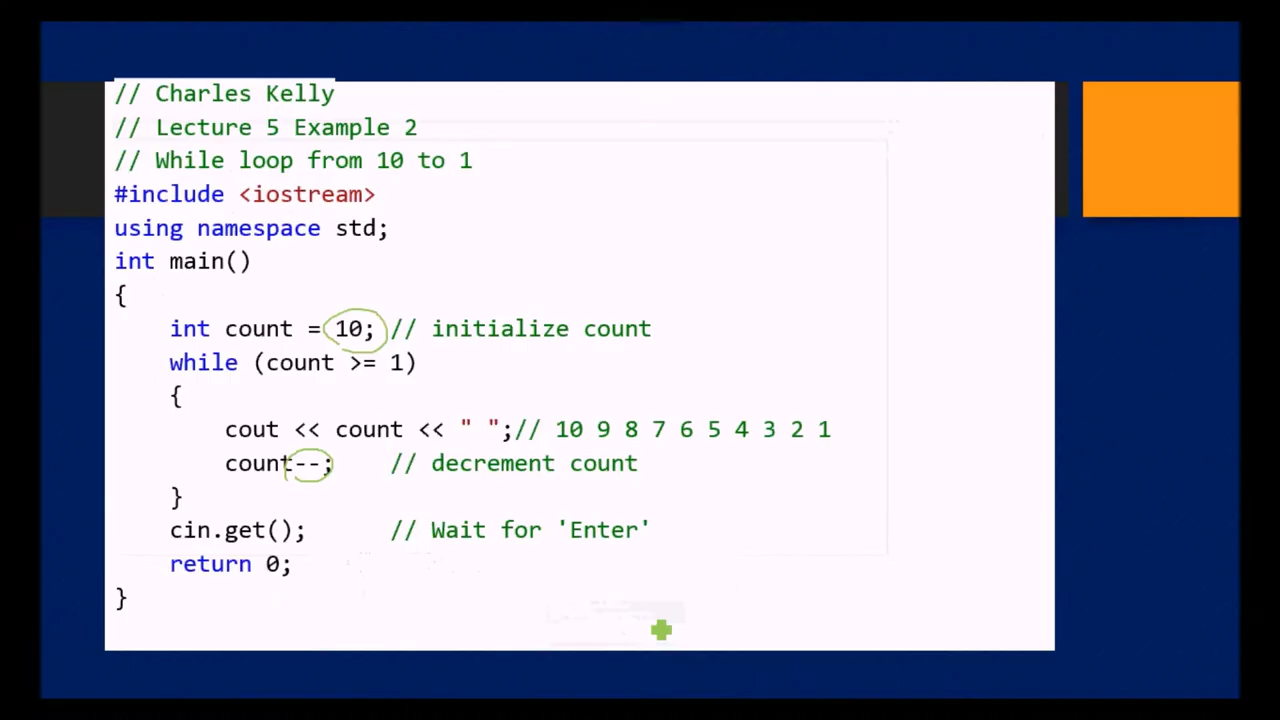 // Charles Kelly
// Lecture 5 Example 2
// While loop from 10 to 1
#include <iostream>
using namespace std;
int main()
{
    int count = 10; // initialize count
    while (count >= 1)
    {
        cout << count << " ";// 10 9 8 7 6 5 4 3 2 1
        count--;    // decrement count
    }
    cin.get();      // Wait for 'Enter'
    return 0;
}